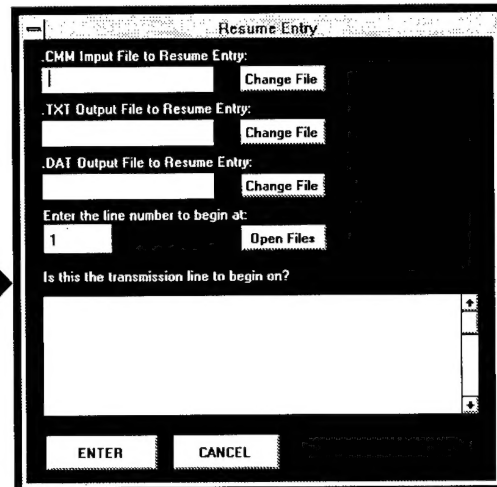 Resume Entry
.CMM Imput File to Resume Entry:
Change File
.TXT Output File to Resume Entry:
Change File
.DAT Output File to Resume Entry:
Change File
Enter the line number to begin at:
1
Open Files
Is this the transmission line to begin on?
ENTER
CANCEL